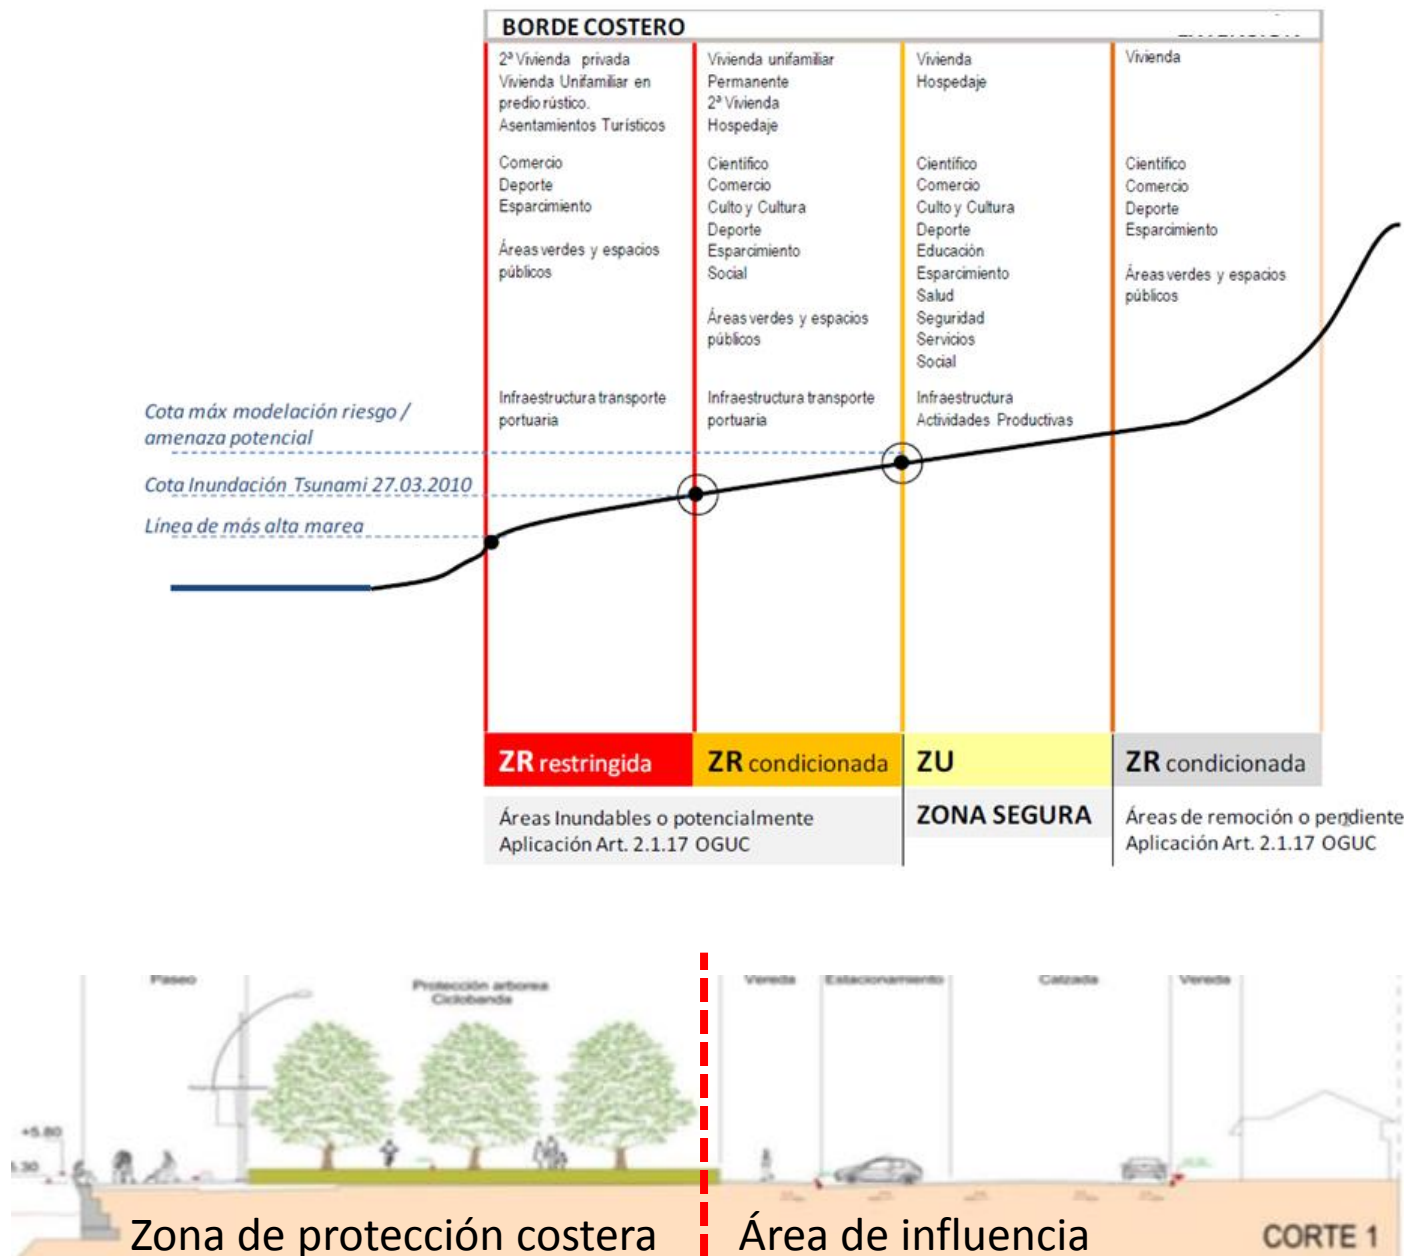 BORDE COSTERO
2ª Vivienda privada
Vivienda Unifamiliar en
predio rústico.
Asentamientos Turísticos
Comercio
Deporte
Esparcimiento
Áreas verdes y espacios
públicos
Infraestructura transporte
portuaria
Vivienda unifamiliar
Permanente
2ª Vivienda
Hospedaje
Científico
Comercio
Culto y Cultura
Deporte
Esparcimiento
Social
Áreas verdes y espacios
públicos
Infraestructura transporte
portuaria
Vivienda
Hospedaje
Científico
Comercio
Culto y Cultura
Deporte
Educación
Esparcimiento
Salud
Seguridad
Servicios
Social
Infraestructura
Actividades Productivas
Vivienda
Científico
Comercio
Deporte
Esparcimiento
Áreas verdes y espacios
públicos
Cota máx modelación riesgo /
amenaza potencial
Cota Inundación Tsunami 27.03.2010
Línea de más alta marea
ZR restringida
ZR condicionada
ZU
ZR condicionada
Áreas Inundables o potencialmente
Aplicación Art. 2.1.17 OGUC
ZONA SEGURA
Áreas de remoción o pendiente
Aplicación Art. 2.1.17 OGUC
Paseo
Protección arborea
Ciclobanda
Vereda
Estacionamiento
Calzada
Vereda
+5.80
.30
Zona de protección costera
Área de influencia
CORTE 1